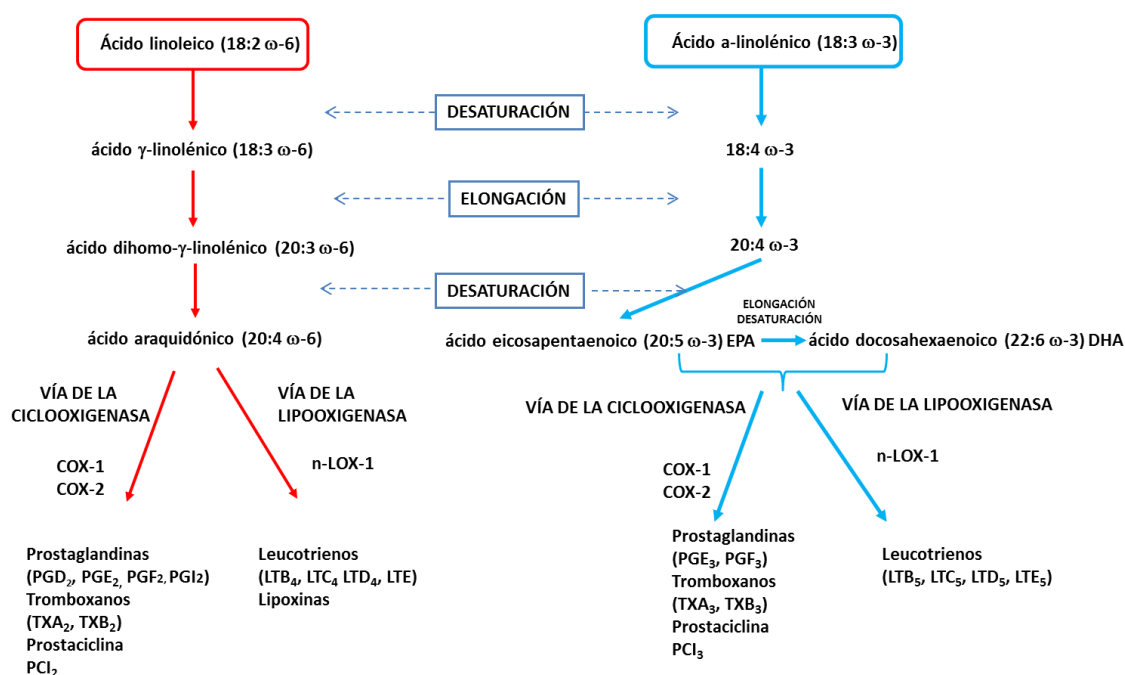 Ácido linoleico (18:2 ω-6)
Ácido a-linolénico (18:3 ω-3)
DESATURACIÓN
ácido γ-linolénico (18:3 ω-6)
18:4 ω-3
ELONGACIÓN
ácido dihomo-γ-linolénico (20:3 ω-6)
20:4 ω-3
DESATURACIÓN
ELONGACIÓN
DESATURACIÓN
ácido araquidónico (20:4 ω-6)
ácido eicosapentaenoico (20:5 ω-3) EPA
ácido docosahexaenoico (22:6 ω-3) DHA
VÍA DE LA
CICLOOXIGENASA
VÍA DE LA
LIPOOXIGENASA
VÍA DE LA CICLOOXIGENASA
VÍA DE LA LIPOOXIGENASA
COX-1
COX-2
n-LOX-1
COX-1
COX-2
n-LOX-1
Prostaglandinas
(PGD₂, PGE₂, PGF₂, PGI₂)
Tromboxanos
(TXA₂, TXB₂)
Prostaciclina
PCI₂
Leucotrienos
(LTB₄, LTC₄ LTD₄, LTE)
Lipoxinas
Prostaglandinas
(PGE₃, PGF₃)
Tromboxanos
(TXA₃, TXB₃)
Prostaciclina
PCI₃
Leucotrienos
(LTB₅, LTC₅, LTD₅, LTE₅)